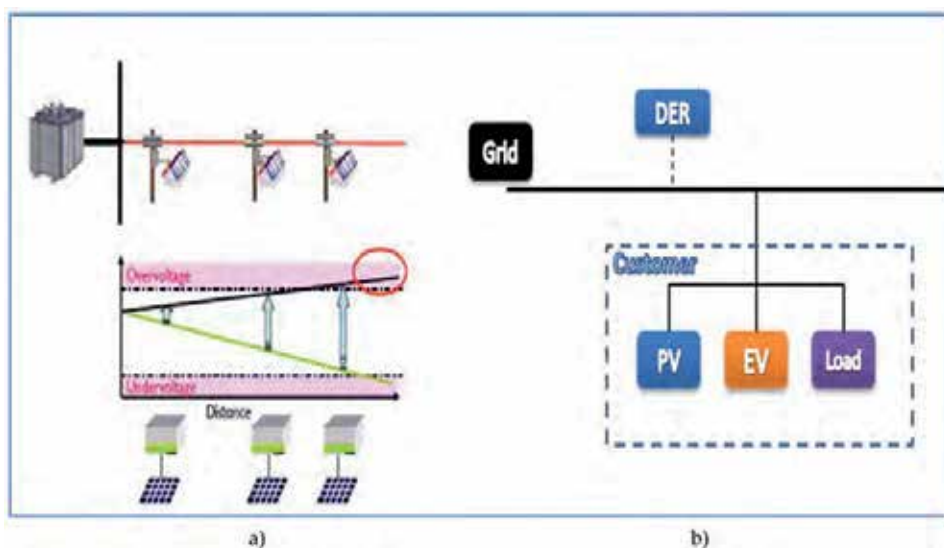 Overvoltage
Undervoltage
Distance
a)
DER
Grid
Customer
PV
EV
Load
b)